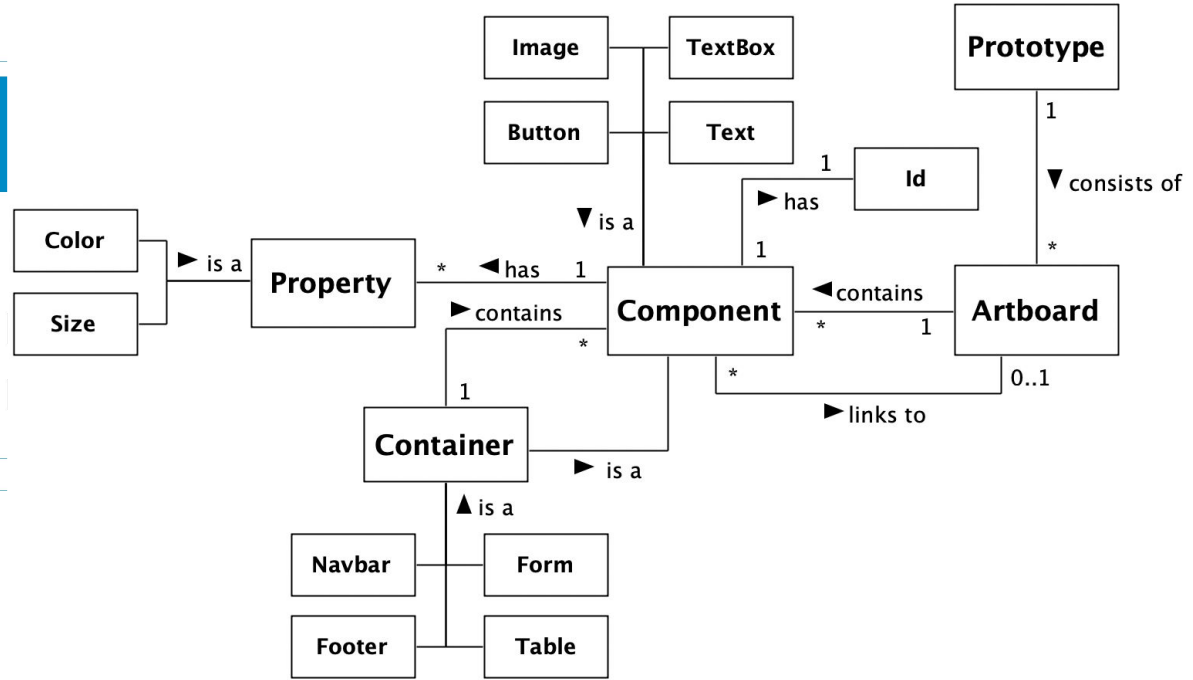 Image
TextBox
Prototype
Button
Text
1
1
Id
▼ consists of
► has
Color
▼ is a
► is a
Property
* ◄ has 1
1
*
Component
◄ contains
* 1
Artboard
Size
► contains
*
*
0..1
► links to
1
Container
► is a
▲ is a
Navbar
Form
Footer
Table